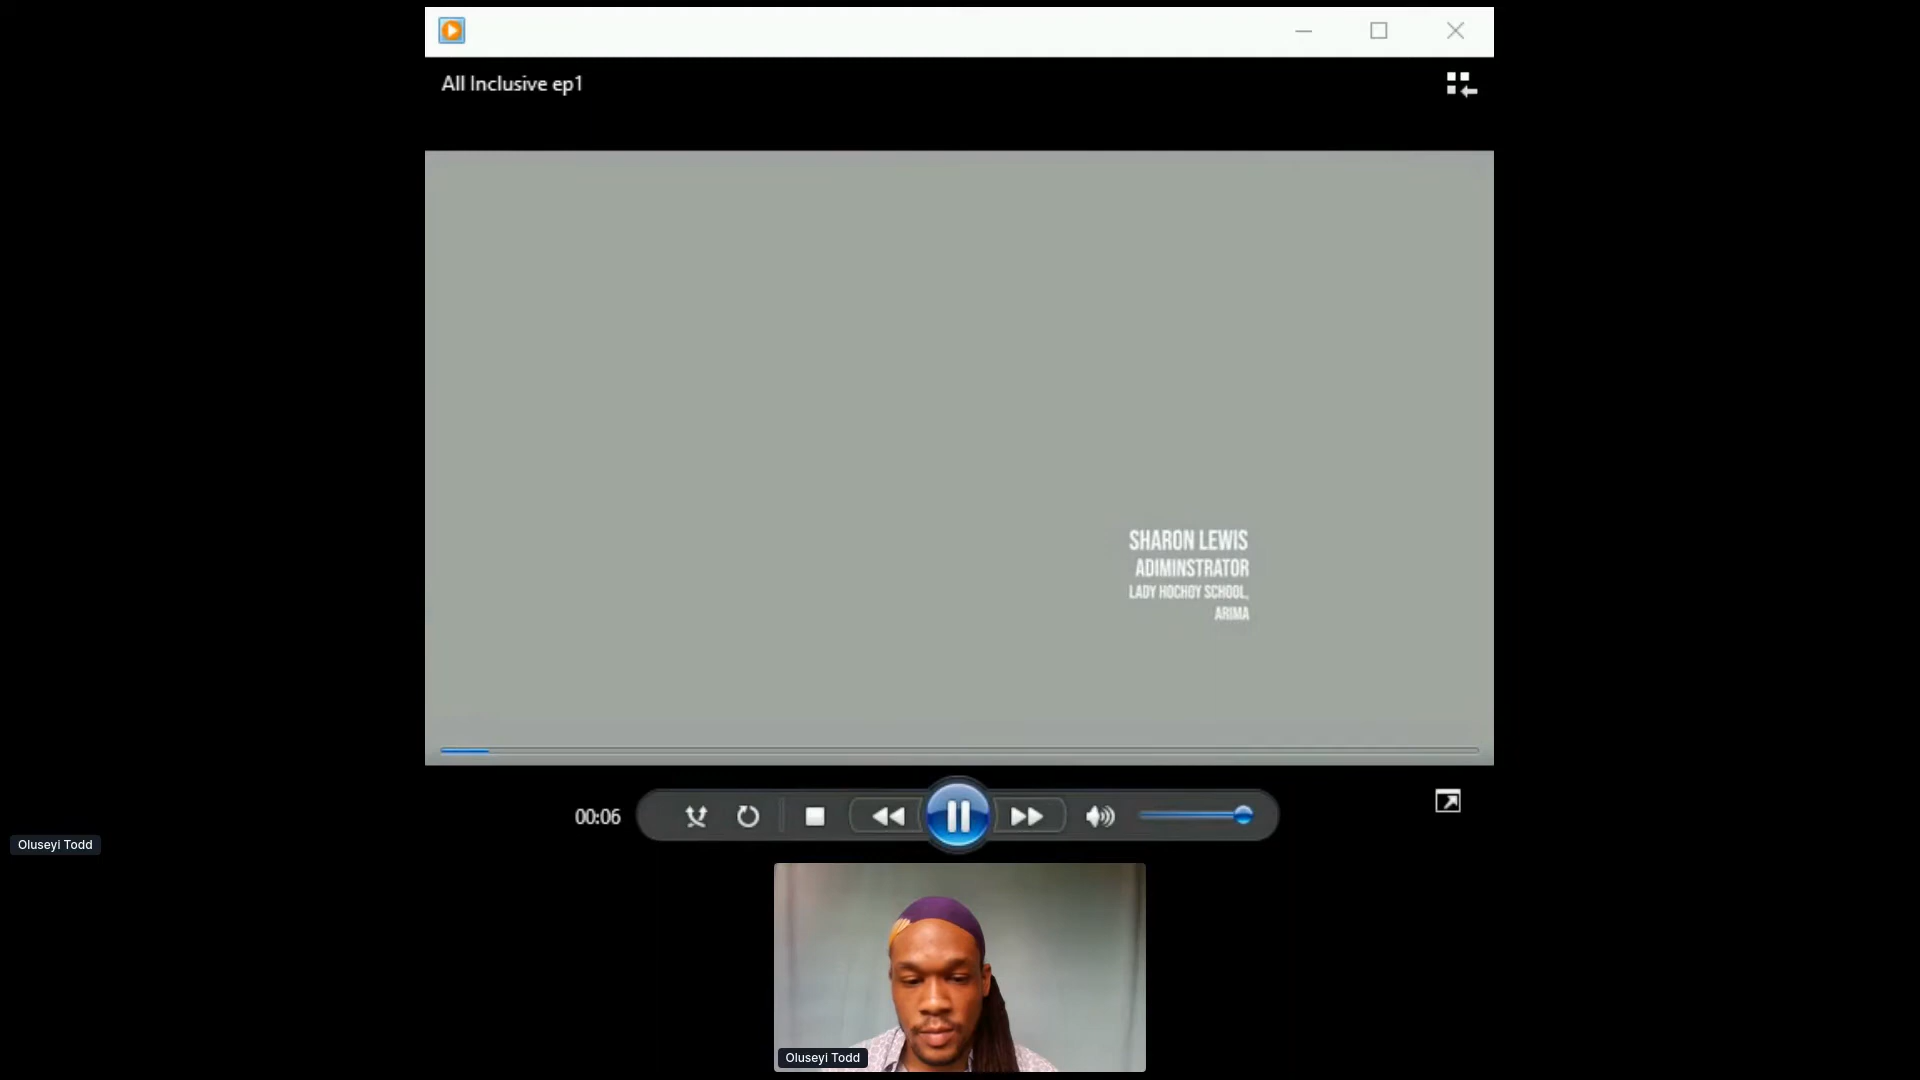 All Inclusive ep1
SHARON LEWIS
ADIMINSTRATOR
LADY HOCHOY SCHOOL,
ARIMA
00:06
Oluseyi Todd
Oluseyi Todd